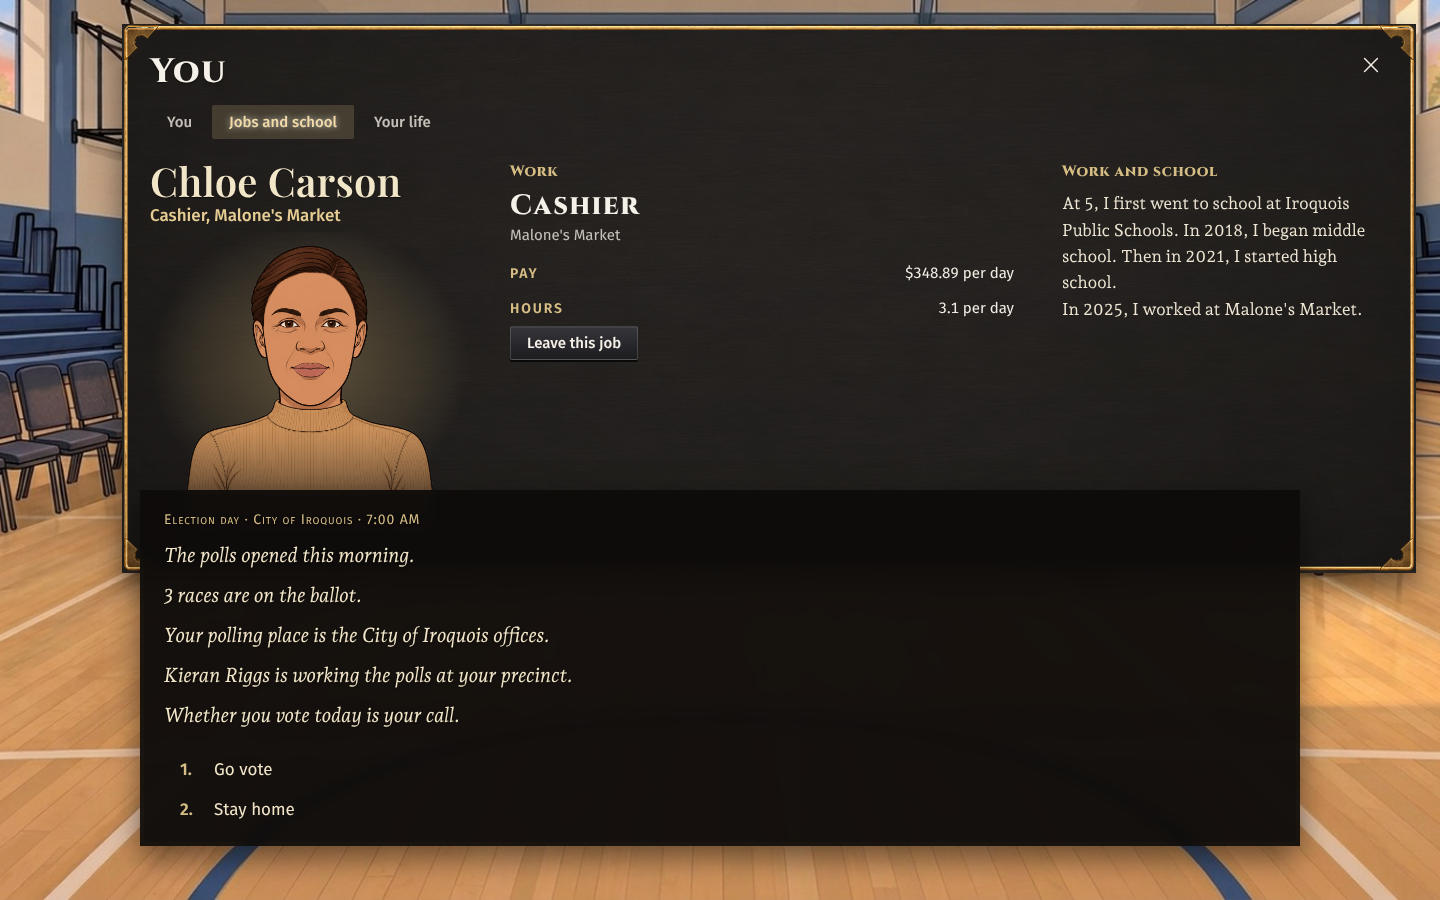 You
You
Jobs and school
Your life
Chloe Carson
Cashier, Malone's Market
Work
Cashier
Malone's Market
PAY
$348.89 per day
HOURS
3.1 per day
Leave this job
Work and school
At 5, I first went to school at Iroquois
Public Schools. In 2018, I began middle
school. Then in 2021, I started high
school.
In 2025, I worked at Malone's Market.
Election day · City of Iroquois · 7:00 AM
The polls opened this morning.
3 races are on the ballot.
Your polling place is the City of Iroquois offices.
Kieran Riggs is working the polls at your precinct.
Whether you vote today is your call.
1. Go vote
2. Stay home